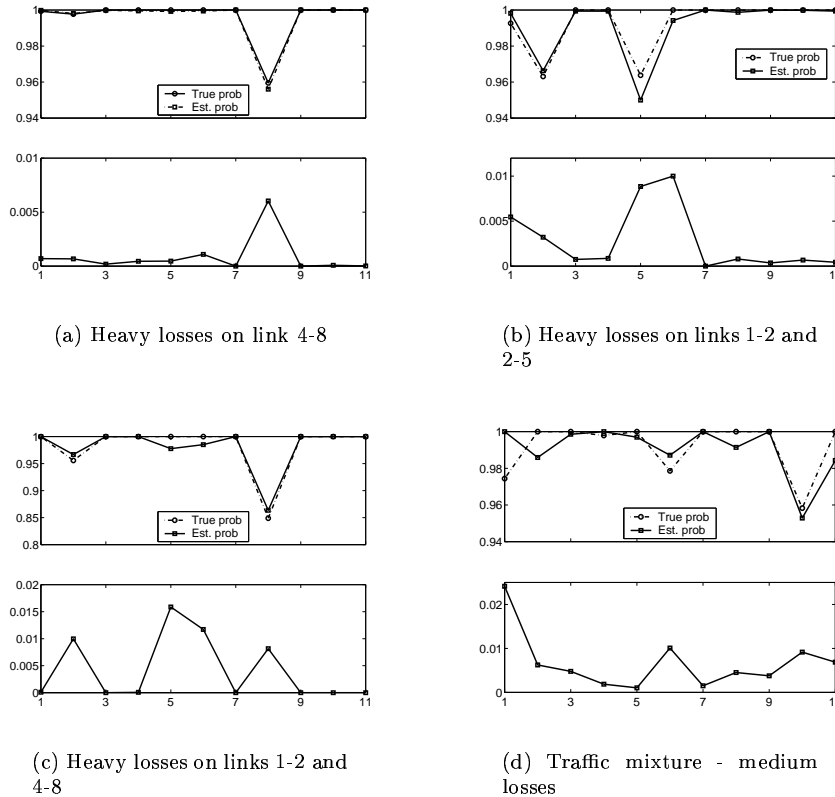 1
0.98
0.96
0.94
True prob
Est. prob
0.01
0.005
0
1 3 5 7 9 11
(a) Heavy losses on link 4-8
1
0.98
0.96
0.94
True prob
Est. prob
0.01
0.005
0
1 3 5 7 9 1
(b) Heavy losses on links 1-2 and
2-5
1
0.95
0.9
0.85
0.8
True prob
Est. prob
0.02
0.015
0.01
0.005
0
1 3 5 7 9 11
(c) Heavy losses on links 1-2 and
4-8
1
0.98
0.96
0.94
True prob
Est. prob
0.02
0.01
0
1 3 5 7 9 1
(d) Traffic mixture - medium
losses